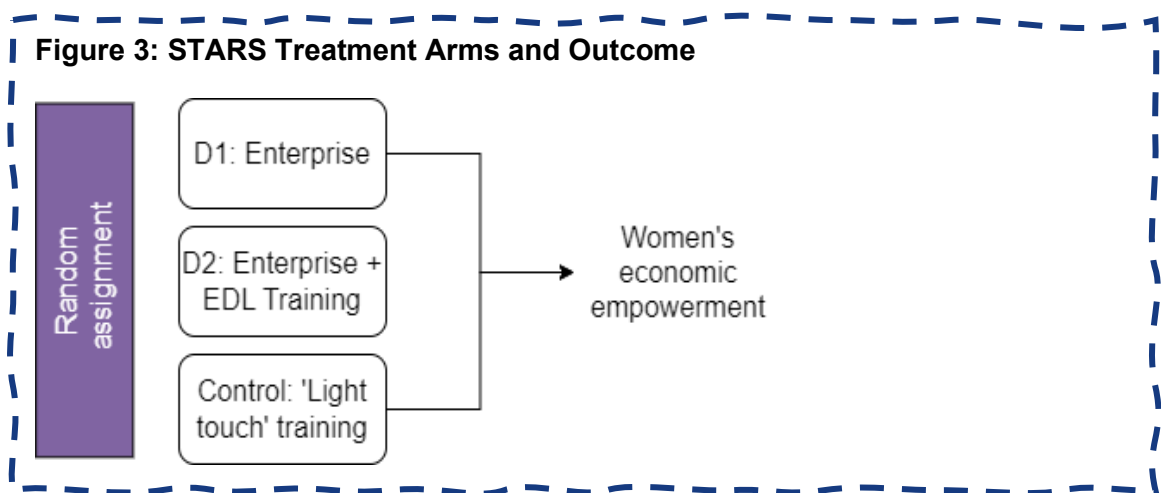 Figure 3: STARS Treatment Arms and Outcome
Random
assignment
D1: Enterprise
D2: Enterprise +
EDL Training
Control: 'Light
touch' training
Women's
economic
empowerment